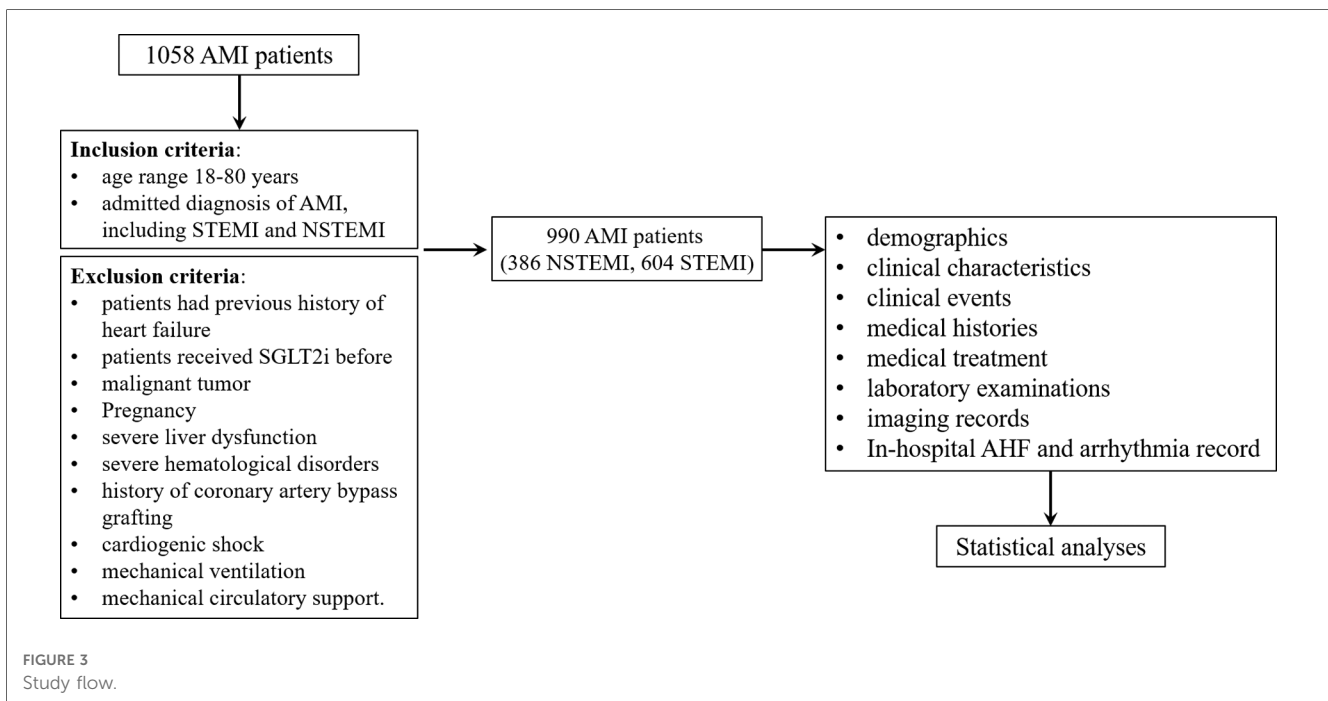 1058 AMI patients
Inclusion criteria:
• age range 18-80 years
• admitted diagnosis of AMI,
including STEMI and NSTEMI
Exclusion criteria:
• patients had previous history of
heart failure
• patients received SGLT2i before
• malignant tumor
• Pregnancy
• severe liver dysfunction
• severe hematological disorders
• history of coronary artery bypass
grafting
• cardiogenic shock
• mechanical ventilation
• mechanical circulatory support.
990 AMI patients
(386 NSTEMI, 604 STEMI)
• demographics
• clinical characteristics
• clinical events
• medical histories
• medical treatment
• laboratory examinations
• imaging records
• In-hospital AHF and arrhythmia record
Statistical analyses
FIGURE 3
Study flow.